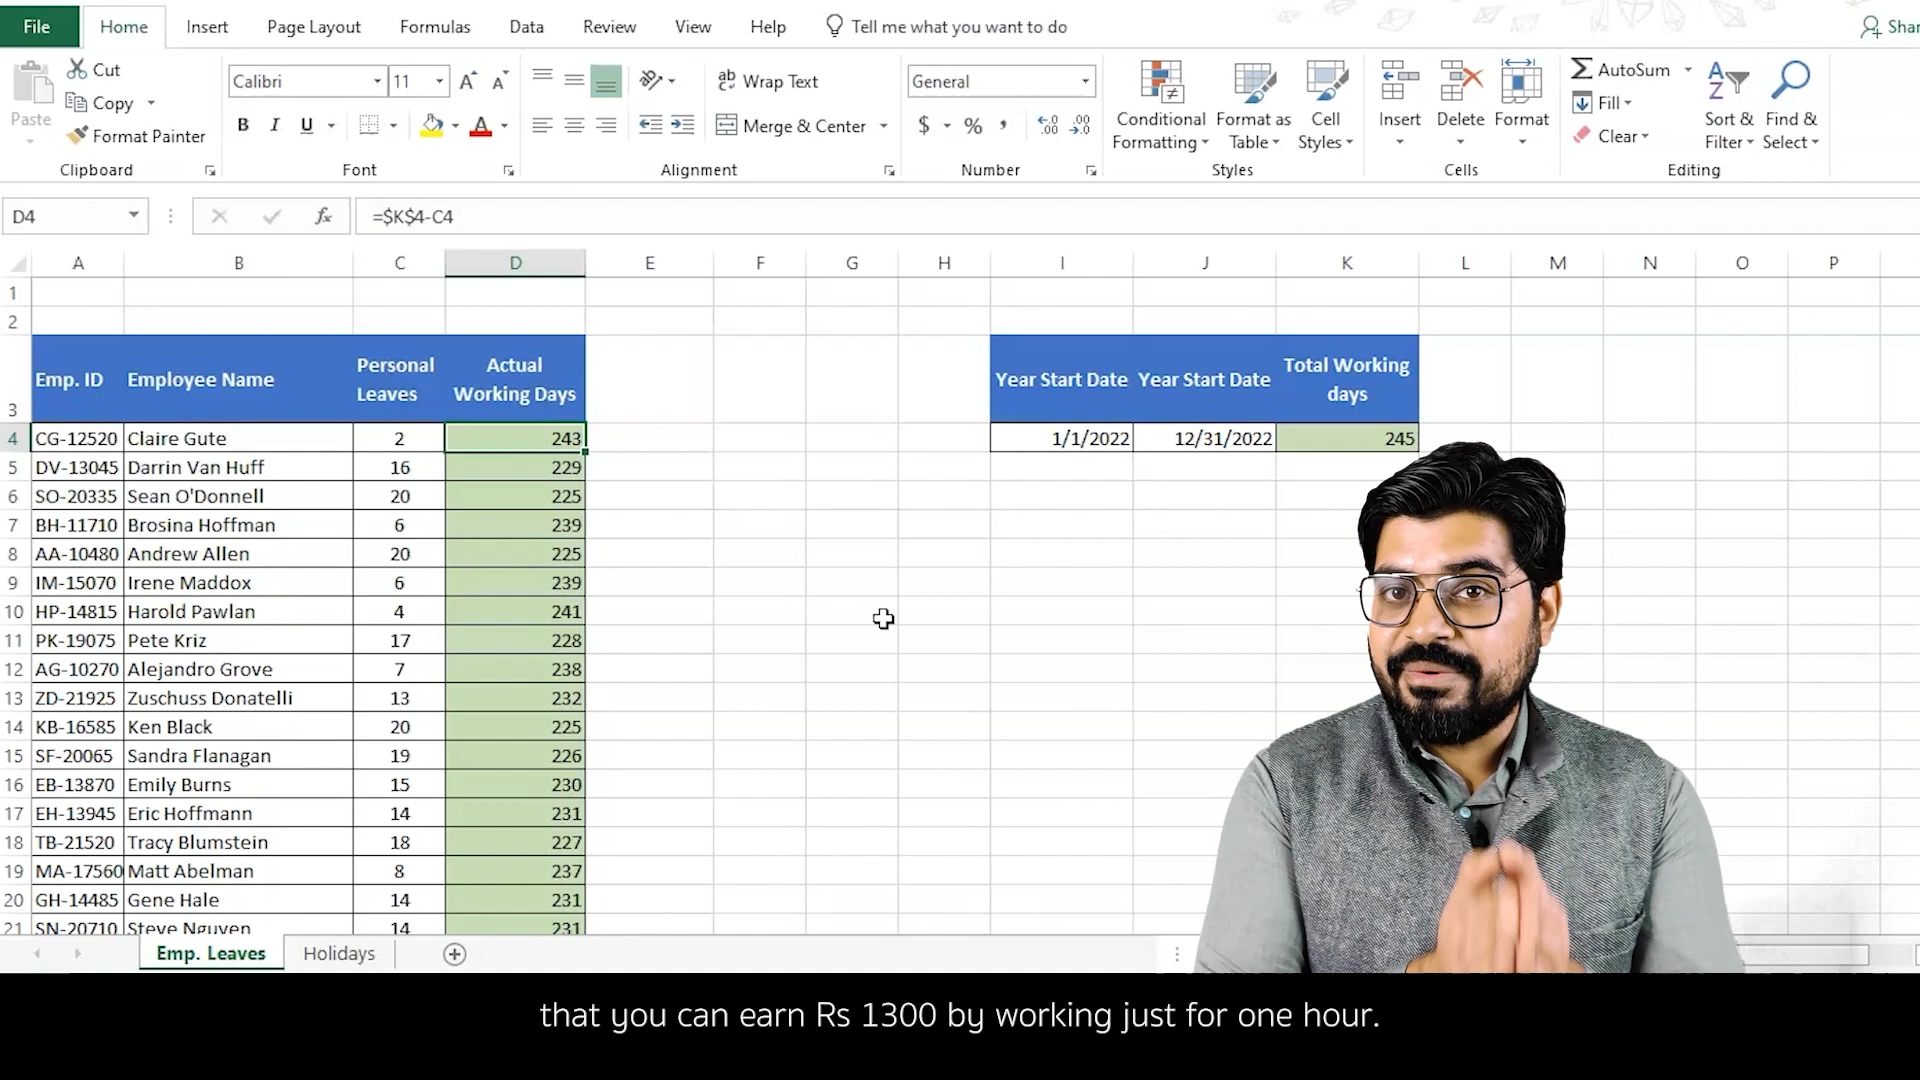 File Home Insert Page Layout Formulas Data Review View Help Tell me what you want to do
Cut
Copy
Paste
Format Painter
Clipboard
Calibri 11
B I U
Font
Wrap Text
Merge & Center
Alignment
General
$ % ,
Number
Conditional Formatting
Format as Table
Cell Styles
Styles
Insert Delete Format
Cells
AutoSum
Fill
Clear
Sort & Filter
Find & Select
Editing
D4 fx =$K$4-C4
A B C D E F G H I J K L M N O P
1
2
3 Emp. ID Employee Name Personal Leaves Actual Working Days Year Start Date Year Start Date Total Working days
4 CG-12520 Claire Gute 2 243 1/1/2022 12/31/2022 245
5 DV-13045 Darrin Van Huff 16 229
6 SO-20335 Sean O'Donnell 20 225
7 BH-11710 Brosina Hoffman 6 239
8 AA-10480 Andrew Allen 20 225
9 IM-15070 Irene Maddox 6 239
10 HP-14815 Harold Pawlan 4 241
11 PK-19075 Pete Kriz 17 228
12 AG-10270 Alejandro Grove 7 238
13 ZD-21925 Zuschuss Donatelli 13 232
14 KB-16585 Ken Black 20 225
15 SF-20065 Sandra Flanagan 19 226
16 EB-13870 Emily Burns 15 230
17 EH-13945 Eric Hoffmann 14 231
18 TB-21520 Tracy Blumstein 18 227
19 MA-17560 Matt Abelman 8 237
20 GH-14485 Gene Hale 14 231
21 SN-20710 Steve Nguyen 14 231
Emp. Leaves Holidays
that you can earn Rs 1300 by working just for one hour.